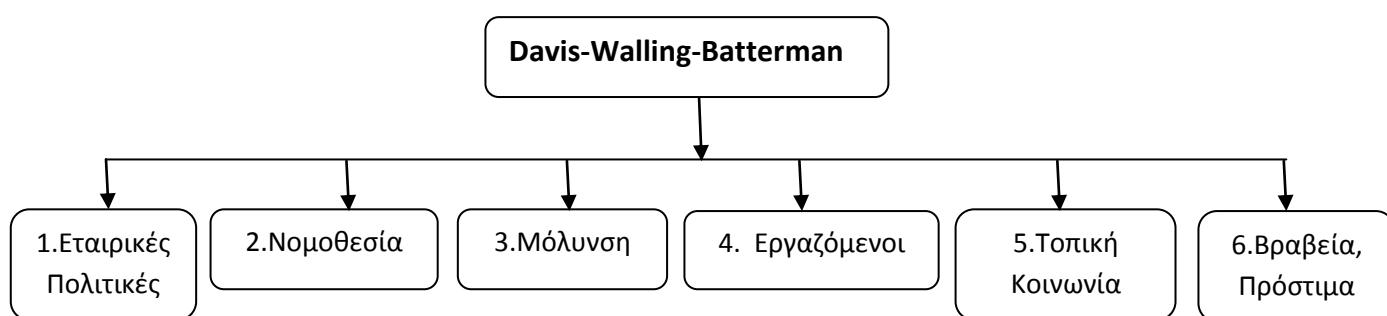 Davis-Walling-Batterman
1.Εταιρικές
Πολιτικές
2.Νομοθεσία
3.Μόλυνση
4. Εργαζόμενοι
5.Τοπική
Κοινωνία
6.Βραβεία,
Πρόστιμα